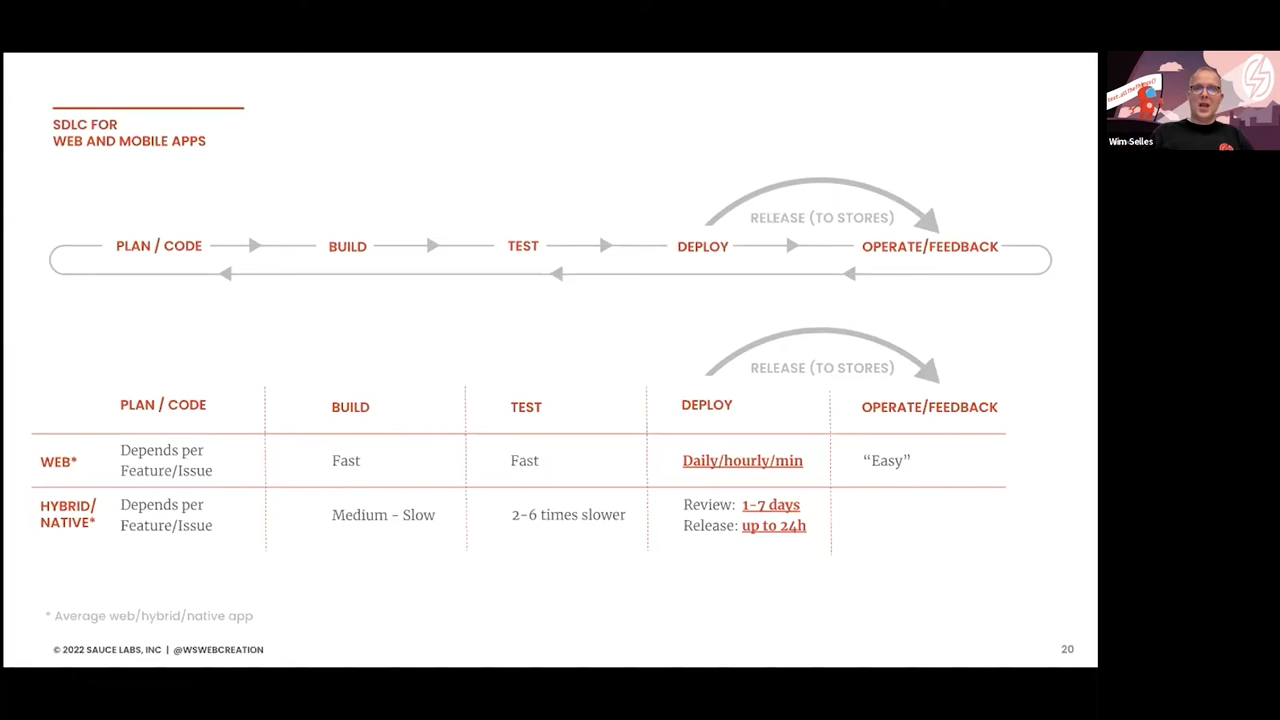 SDLC FOR
WEB AND MOBILE APPS
RELEASE (TO STORES)
PLAN / CODE
BUILD
TEST
DEPLOY
OPERATE/FEEDBACK
RELEASE (TO STORES)
PLAN / CODE
BUILD
TEST
DEPLOY
OPERATE/FEEDBACK
WEB*
Depends per
Feature/Issue
Fast
Fast
Daily/hourly/min
“Easy”
HYBRID/
NATIVE*
Depends per
Feature/Issue
Medium - Slow
2-6 times slower
Review: 1-7 days
Release: up to 24h
* Average web/hybrid/native app
© 2022 SAUCE LABS, INC | @WSWEBCREATION
20
Wim Selles